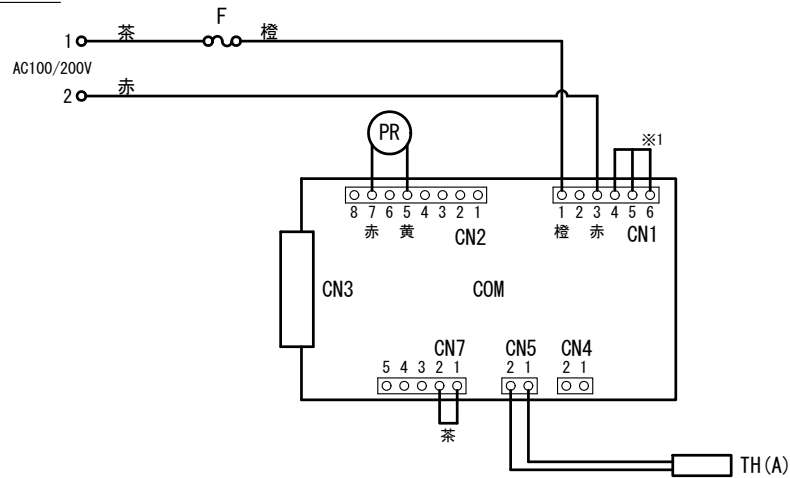 F
1 茶 橙
AC100/200V
2 赤
PR
※1
8 7 6 5 4 3 2 1
1 2 3 4 5 6
赤 黄
橙 赤
CN2
CN1
CN3
COM
CN7
CN5
CN4
5 4 3 2 1
2 1
2 1
茶
TH(A)